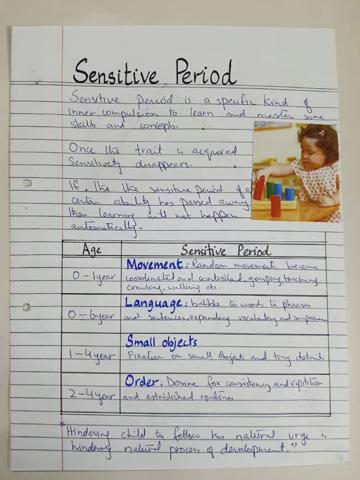 Sensitive Period
Sensitive Period is a specific kind of
inner compulsion to learn and master some
skills and concepts.
Once the trait is acquired
Sensitivety disappears.
If, the the sensitive period of a
certain ability has passed away
then learning will not happen
automatically.
Age Sensitive Period
0-1year Movement: Random movements become
coordinated and controlled, grasping, touching
crawling, walking etc.
0-6year Language: babble to words to phrases
and sentences, expanding vocabulary and comprehension
1-4year Small objects
Fixation on small objects and tiny details
2-4year Order: Desire for consistency and repetition
and established routines
"Hindering child to follow his natural urge is
hindering natural process of development."